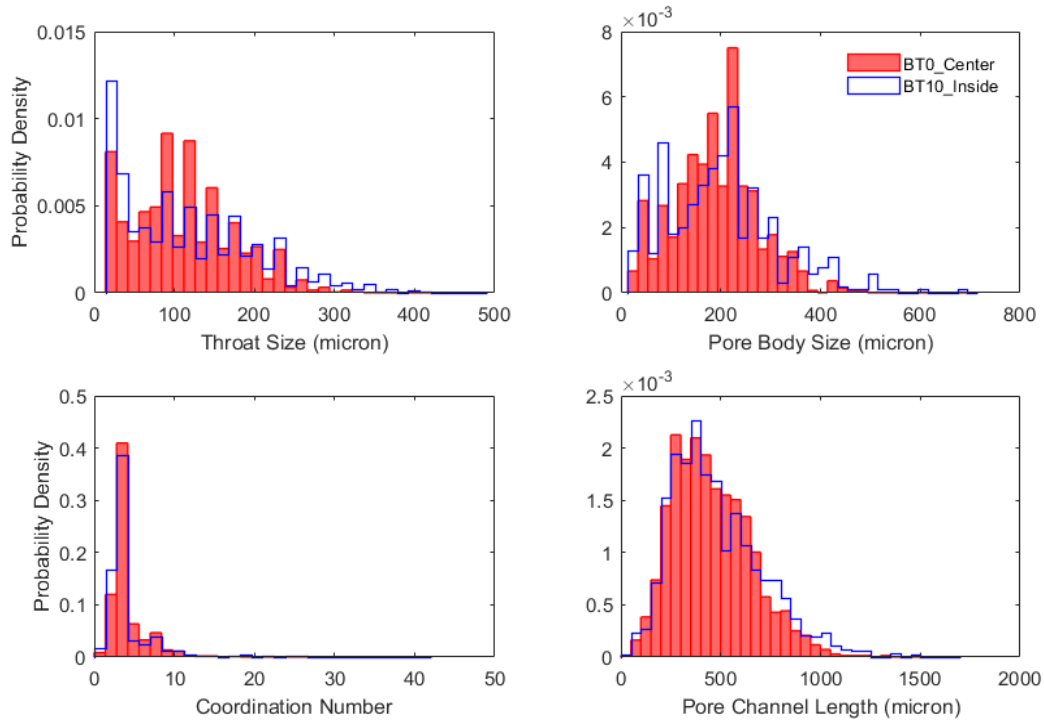 0.015
0.01
0.005
0
Probability Density
0 100 200 300 400 500
Throat Size (micron)
×10⁻³
8
6
4
2
0
BT0_Center
BT10_Inside
0 200 400 600 800
Pore Body Size (micron)
0.5
0.4
0.3
0.2
0.1
0
Probability Density
0 10 20 30 40 50
Coordination Number
×10⁻³
2.5
2
1.5
1
0.5
0
0 500 1000 1500 2000
Pore Channel Length (micron)